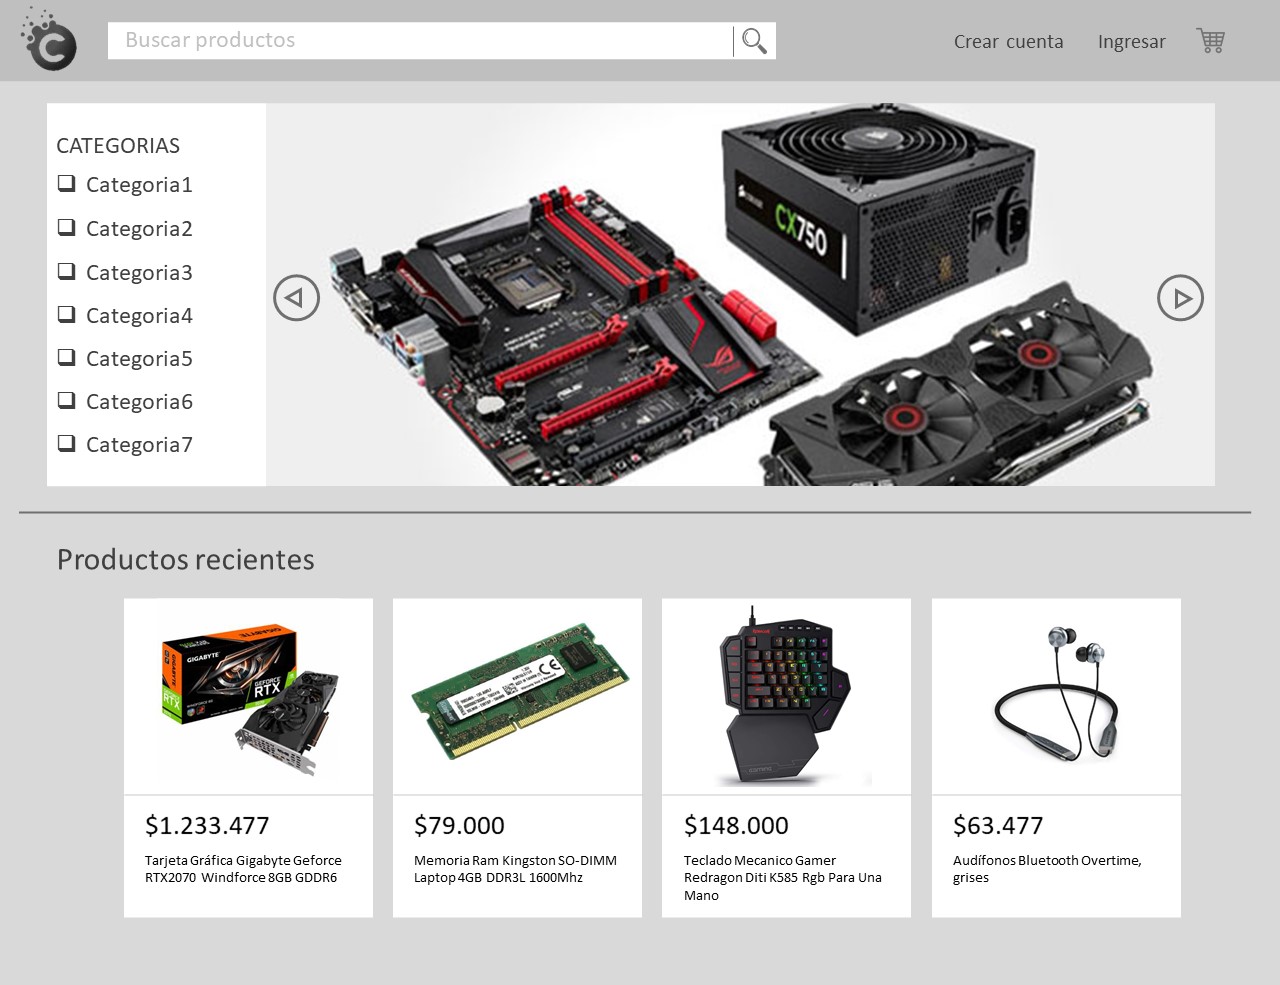 Buscar productos
Crear cuenta
Ingresar
CATEGORIAS
Categoria1
Categoria2
Categoria3
Categoria4
Categoria5
Categoria6
Categoria7
CX750
Productos recientes
GIGABYTE
GEFORCE
RTX
$1.233.477
Tarjeta Gráfica Gigabyte Geforce
RTX2070 Windforce 8GB GDDR6
$79.000
Memoria Ram Kingston SO-DIMM
Laptop 4GB DDR3L 1600Mhz
$148.000
Teclado Mecanico Gamer
Redragon Diti K585 Rgb Para Una
Mano
$63.477
Audífonos Bluetooth Overtime,
grises